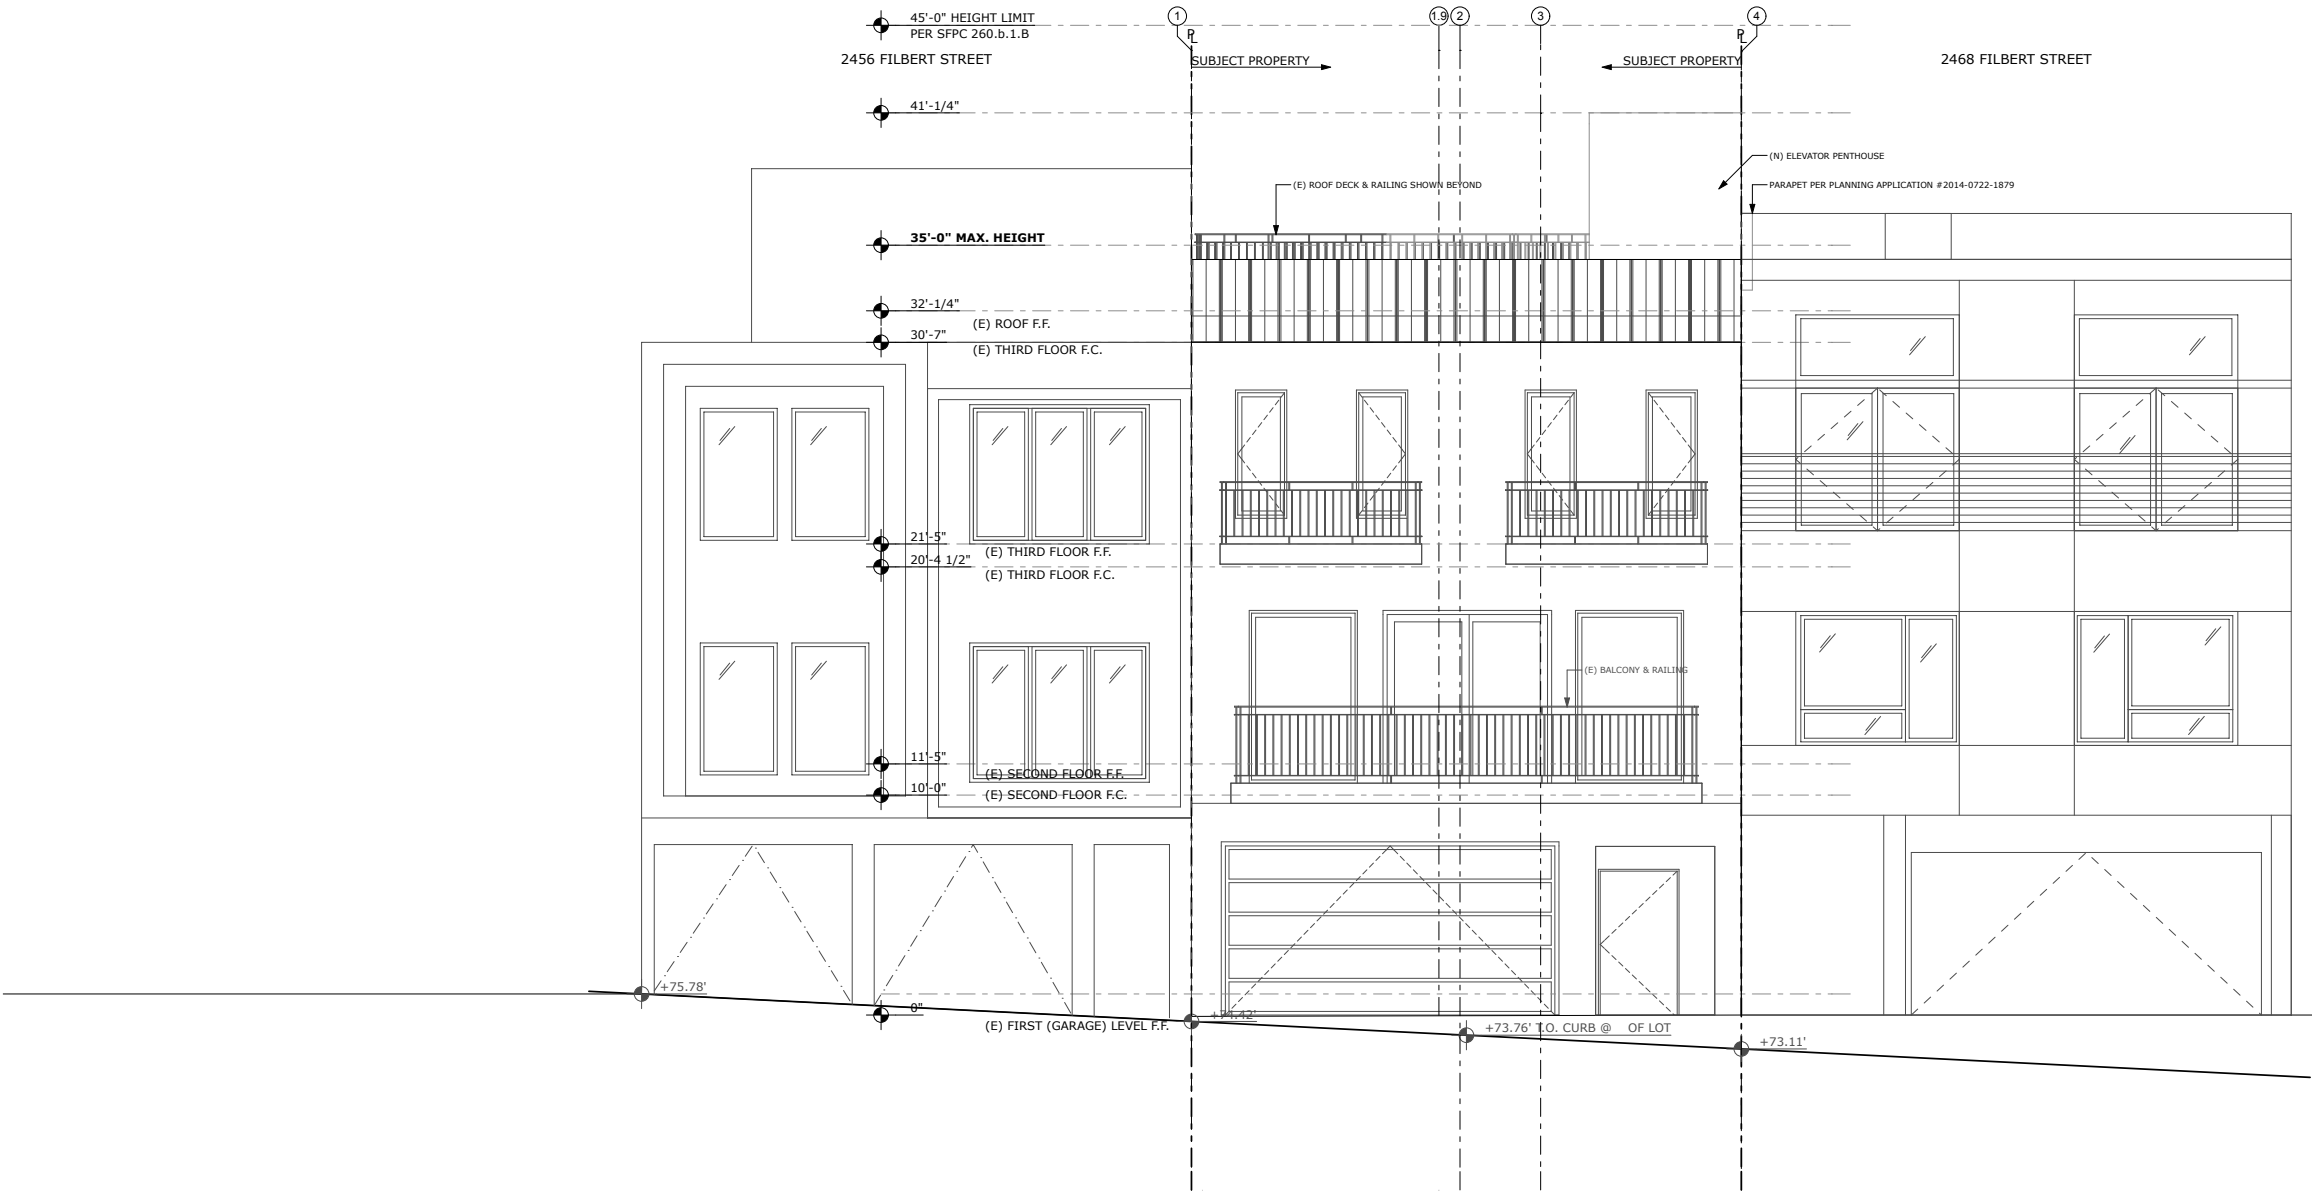 45'-0" HEIGHT LIMIT
PER SFPC 260.b.1.B
1
1.9
2
3
4
PL
PL
2456 FILBERT STREET
SUBJECT PROPERTY
SUBJECT PROPERTY
2468 FILBERT STREET
41'-1/4"
(N) ELEVATOR PENTHOUSE
(E) ROOF DECK & RAILING SHOWN BEYOND
PARAPET PER PLANNING APPLICATION #2014-0722-1879
35'-0" MAX. HEIGHT
32'-1/4"
(E) ROOF F.F.
30'-7"
(E) THIRD FLOOR F.C.
21'-5"
(E) THIRD FLOOR F.F.
20'-4 1/2"
(E) THIRD FLOOR F.C.
(E) BALCONY & RAILING
11'-5"
(E) SECOND FLOOR F.F.
10'-0"
(E) SECOND FLOOR F.C.
+75.78'
0"
(E) FIRST (GARAGE) LEVEL F.F.
+74.42'
+73.76' T.O. CURB @ OF LOT
+73.11'